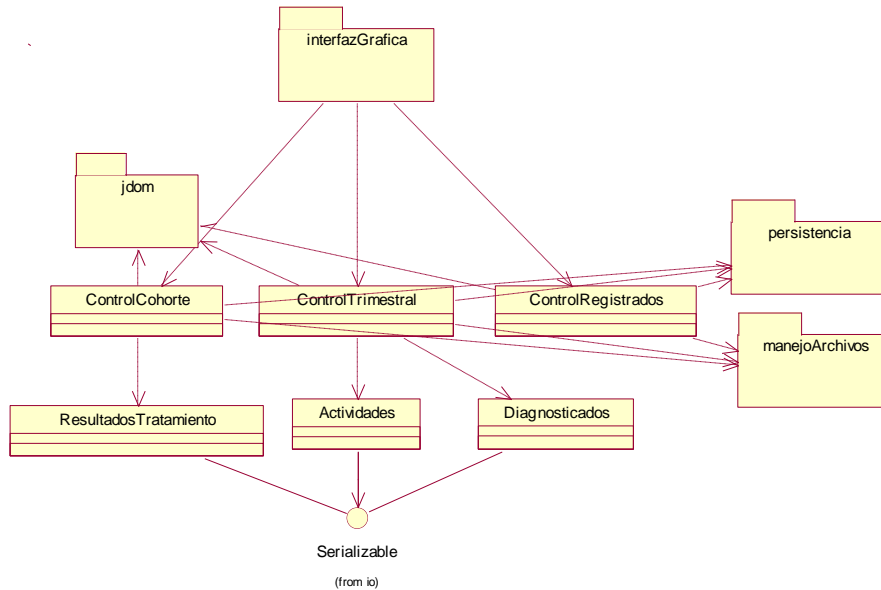 interfazGrafica
jdom
persistencia
ControlCohorte
ControlTrimestral
ControlRegistrados
manejoArchivos
ResultadosTratamiento
Actividades
Diagnosticados
Serializable
(from io)